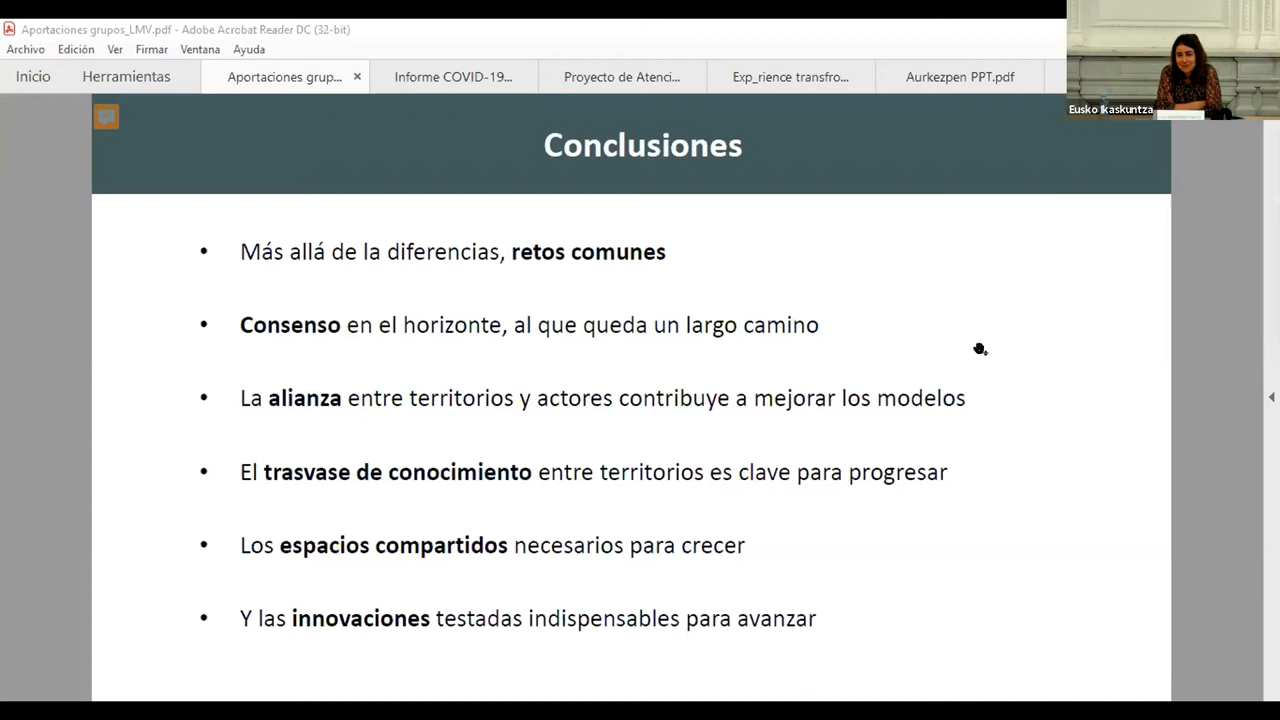 Aportaciones grupos_LMV.pdf - Adobe Acrobat Reader DC (32-bit)
Archivo Edición Ver Firmar Ventana Ayuda
Inicio Herramientas Aportaciones grup... × Informe COVID-19... Proyecto de Atenci... Exp_rience transfro... Aurkezpen PPT.pdf
Eusko Ikaskuntza
Conclusiones
• Más allá de la diferencias, retos comunes
• Consenso en el horizonte, al que queda un largo camino
• La alianza entre territorios y actores contribuye a mejorar los modelos
• El trasvase de conocimiento entre territorios es clave para progresar
• Los espacios compartidos necesarios para crecer
• Y las innovaciones testadas indispensables para avanzar